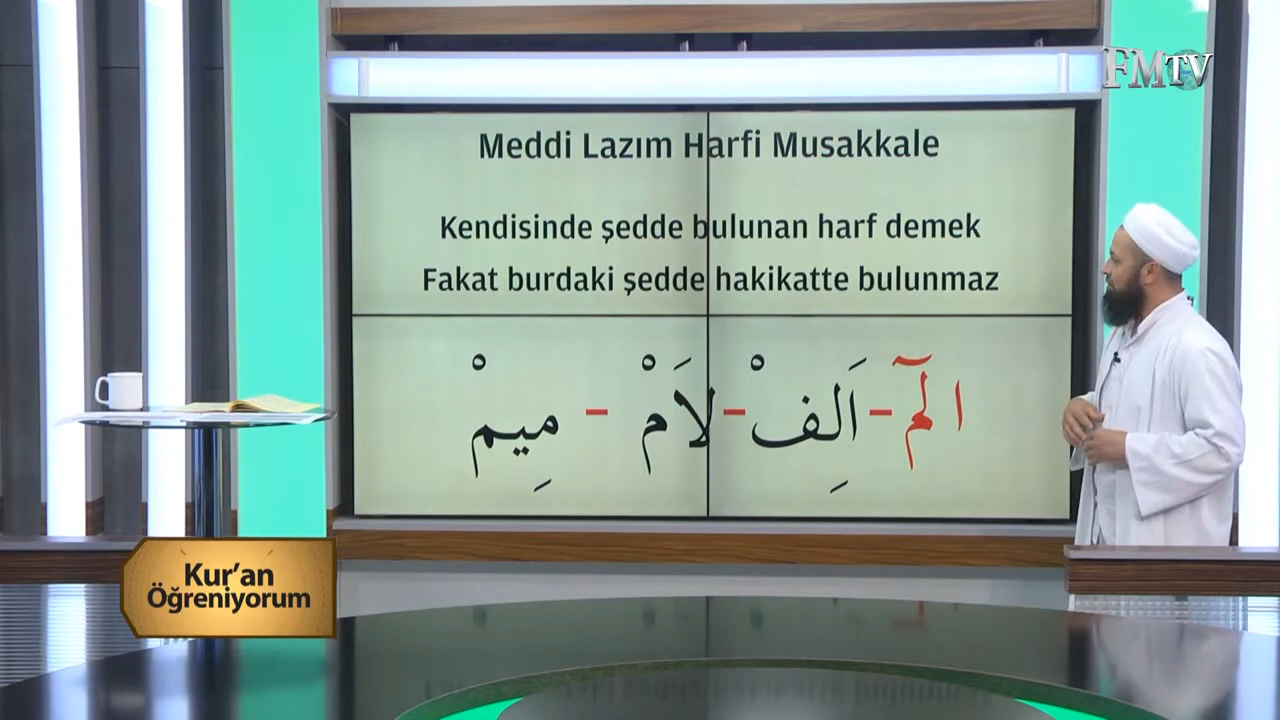 FMTV
Meddi Lazım Harfi Musakkale
Kendisinde şedde bulunan harf demek
Fakat burdaki şedde hakikatte bulunmaz
الٓمٓ - اَلِفْ - لاَمْ - مِيمْ
Kur'an
Öğreniyorum